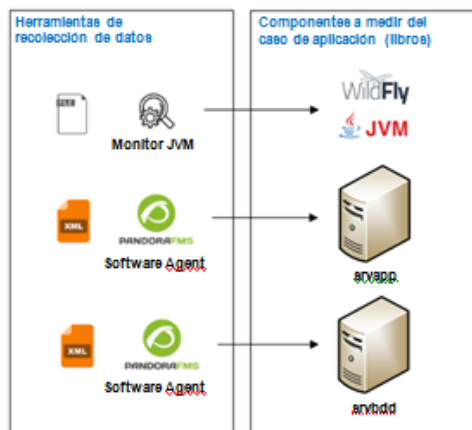 Herramientas de
recolección de datos
Componentes a medir del
caso de aplicación (libros)
FILE
Monitor JVM
WildFly
JVM
XML
PANDORAFMS
Software Agent
srvapp
XML
PANDORAFMS
Software Agent
srvbdd